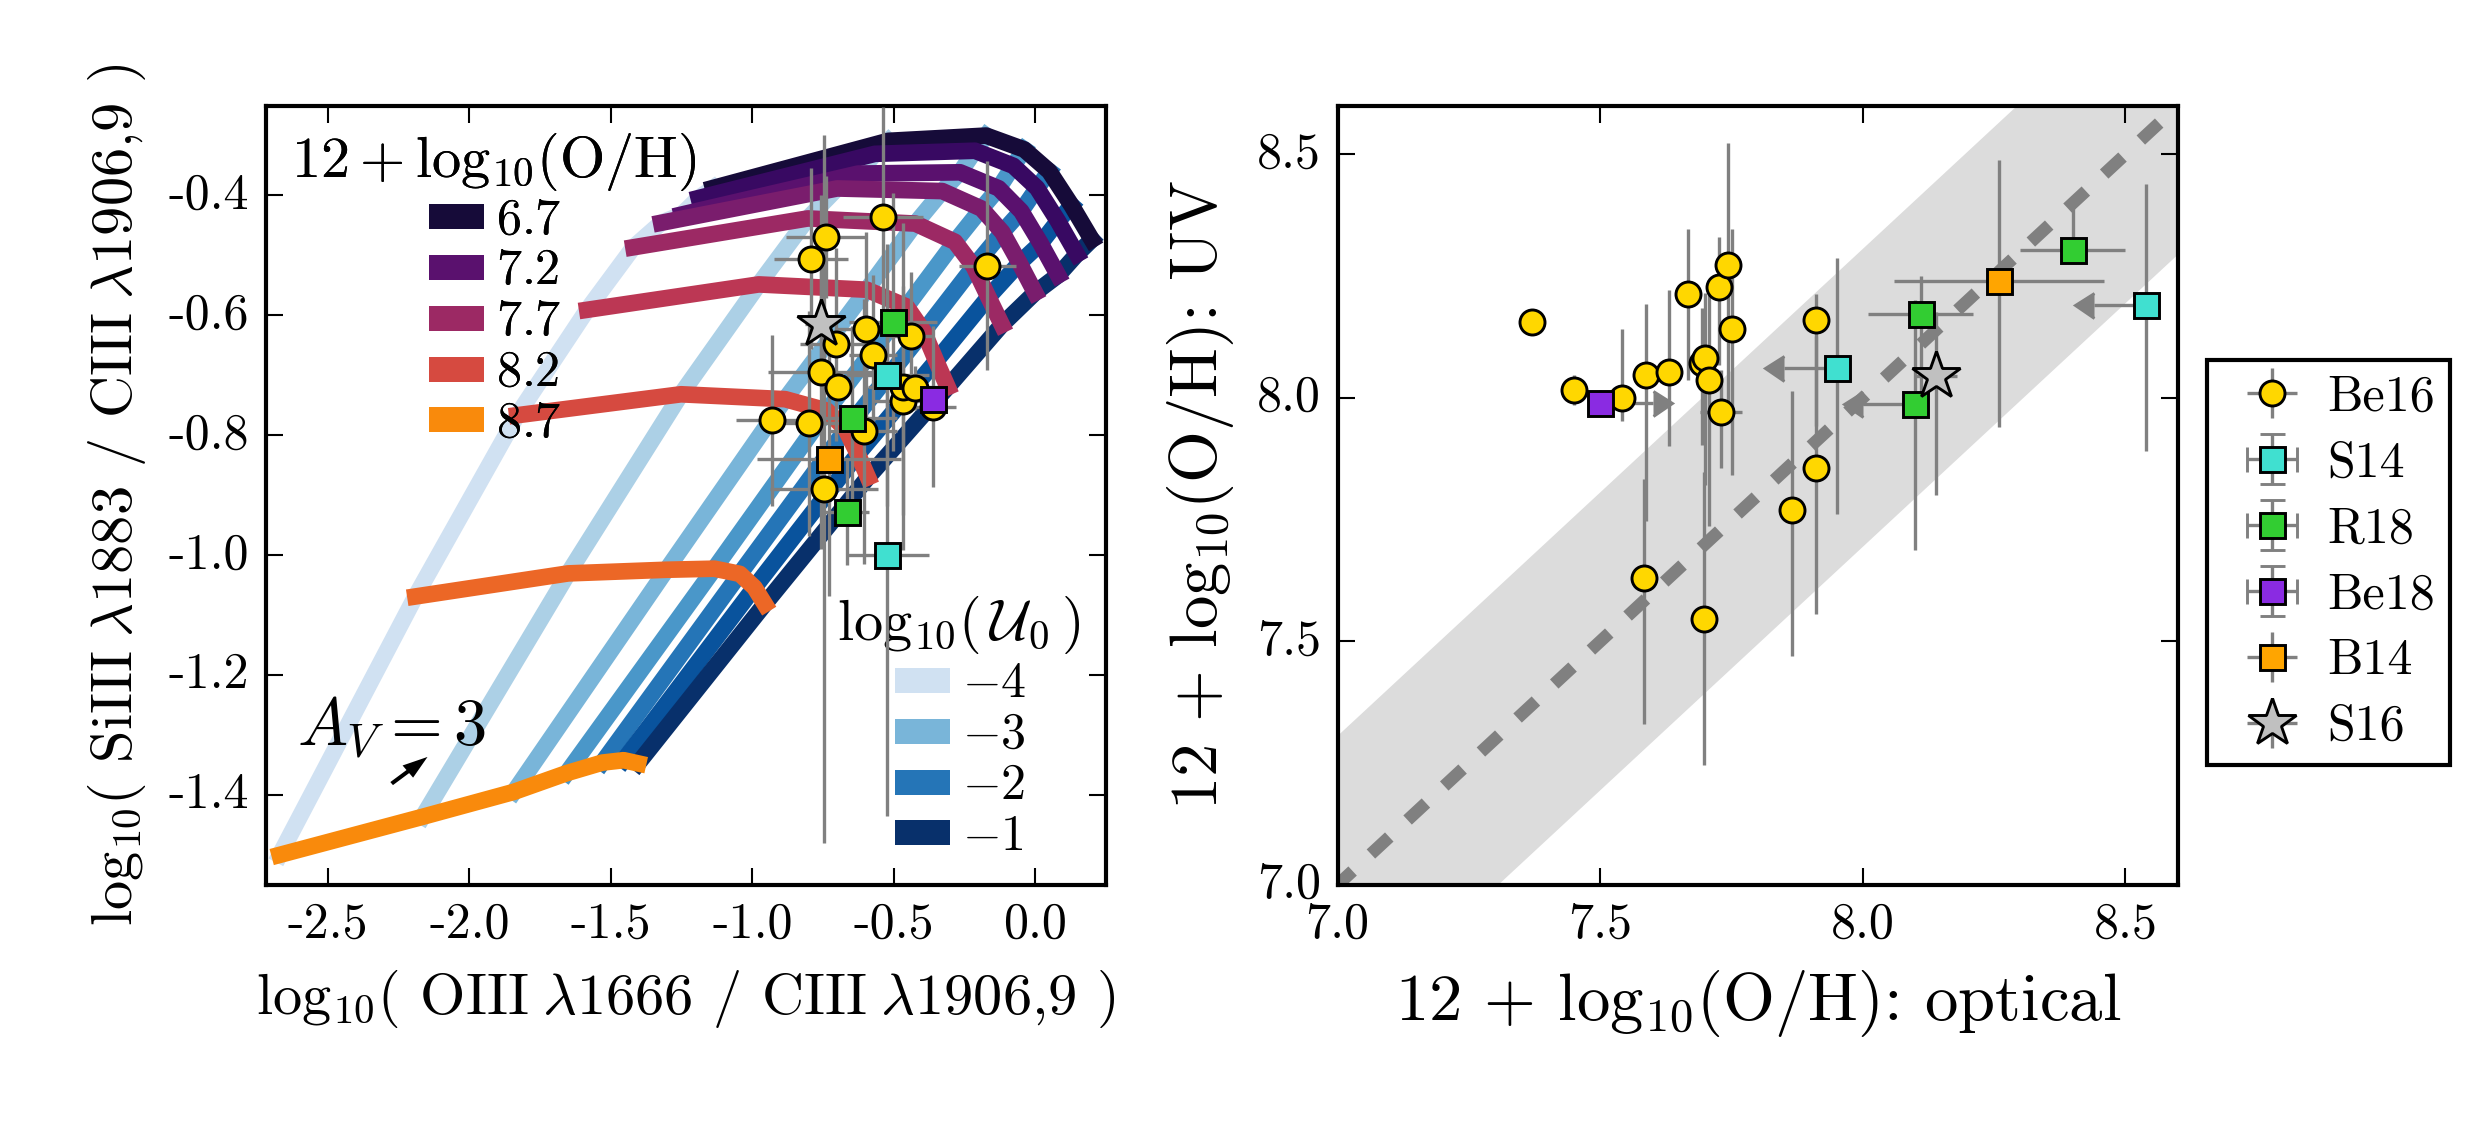 log₁₀( SiIII λ1883 / CIII λ1906,9 )
-0.4
-0.6
-0.8
-1.0
-1.2
-1.4
12 + log₁₀(O/H)
6.7
7.2
7.7
8.2
8.7
A_V = 3
log₁₀(𝒰₀)
−4
−3
−2
−1
-2.5 -2.0 -1.5 -1.0 -0.5 0.0
log₁₀( OIII λ1666 / CIII λ1906,9 )
12 + log₁₀(O/H): UV
8.5
8.0
7.5
7.0
7.0 7.5 8.0 8.5
12 + log₁₀(O/H): optical
Be16
S14
R18
Be18
B14
S16